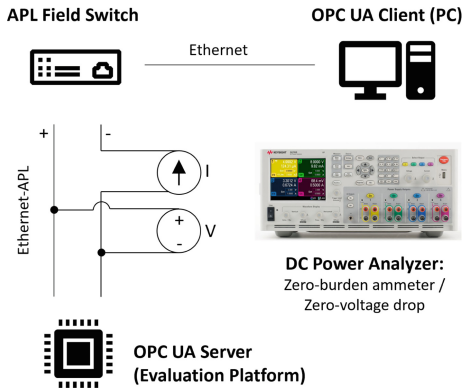 APL Field Switch
OPC UA Client (PC)
Ethernet
+
-
I
Ethernet-APL
+
-
V
DC Power Analyzer:
Zero-burden ammeter /
Zero-voltage drop
OPC UA Server
(Evaluation Platform)